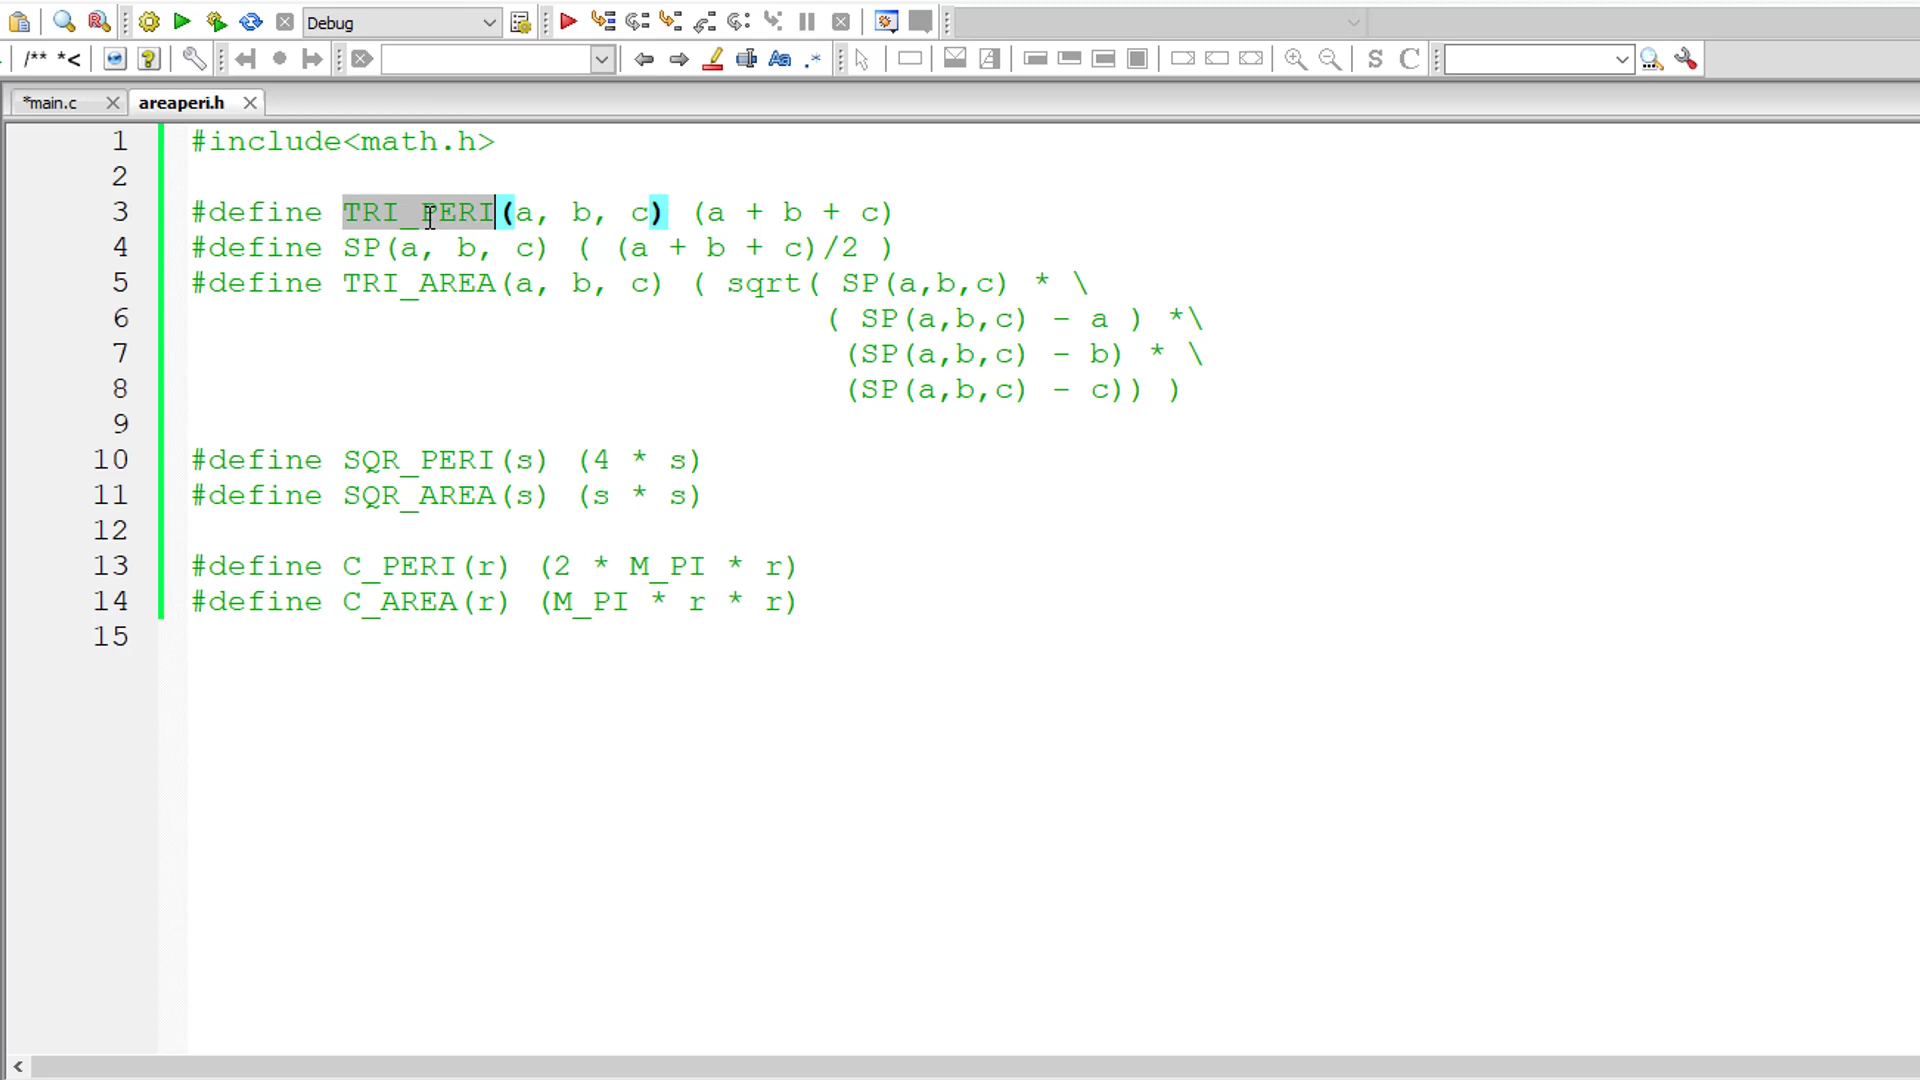 Debug
/** *<
Aa .*
S C
*main.c
areaperi.h
1 #include<math.h>
2
3 #define TRI_PERI(a, b, c) (a + b + c)
4 #define SP(a, b, c) ( (a + b + c)/2 )
5 #define TRI_AREA(a, b, c) ( sqrt( SP(a,b,c) * \
6 ( SP(a,b,c) - a ) *\
7 (SP(a,b,c) - b) * \
8 (SP(a,b,c) - c)) )
9
10 #define SQR_PERI(s) (4 * s)
11 #define SQR_AREA(s) (s * s)
12
13 #define C_PERI(r) (2 * M_PI * r)
14 #define C_AREA(r) (M_PI * r * r)
15